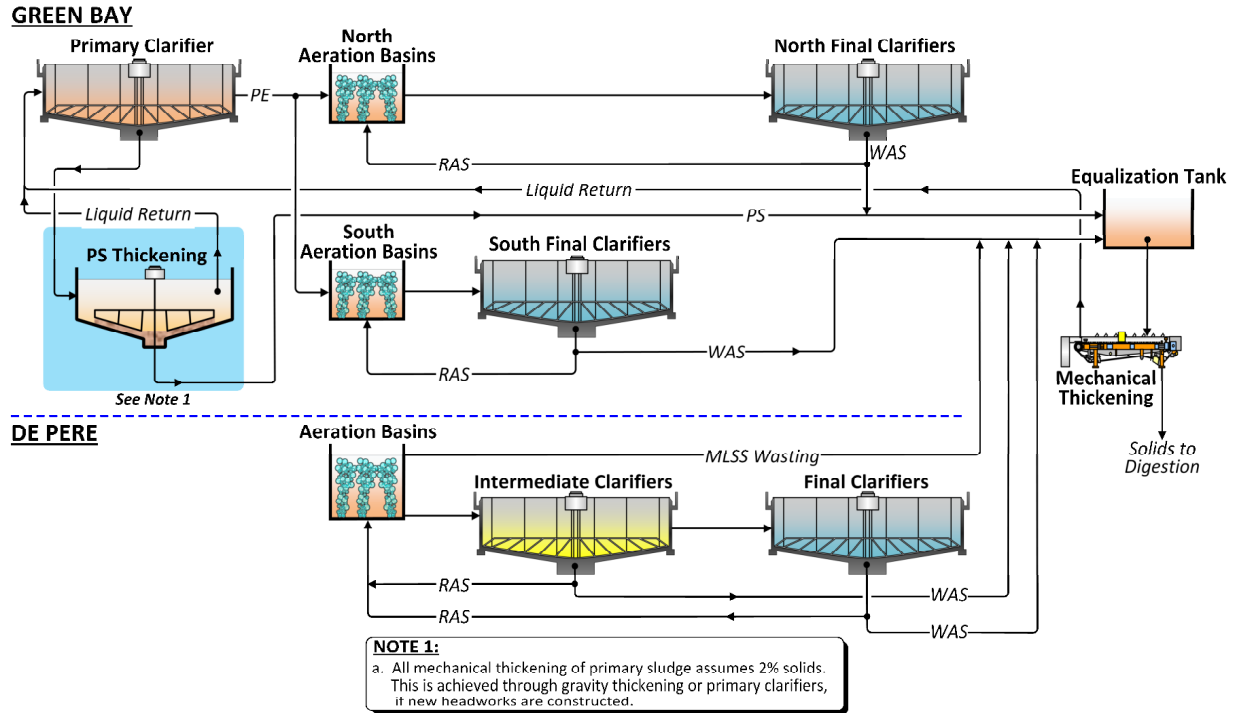 GREEN BAY
Primary Clarifier
North
Aeration Basins
North Final Clarifiers
PE
RAS
WAS
Equalization Tank
Liquid Return
Liquid Return
PS
PS Thickening
South
Aeration Basins
South Final Clarifiers
WAS
RAS
See Note 1
Mechanical
Thickening
Solids to
Digestion
DE PERE
Aeration Basins
MLSS Wasting
Intermediate Clarifiers
Final Clarifiers
RAS
WAS
RAS
WAS
NOTE 1:
a. All mechanical thickening of primary sludge assumes 2% solids.
This is achieved through gravity thickening or primary clarifiers,
if new headworks are constructed.